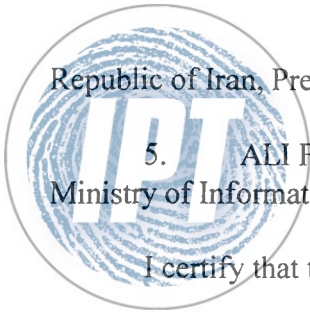 Republic of Iran, Pre
IPT
5. ALI F
Ministry of Informat
I certify that t